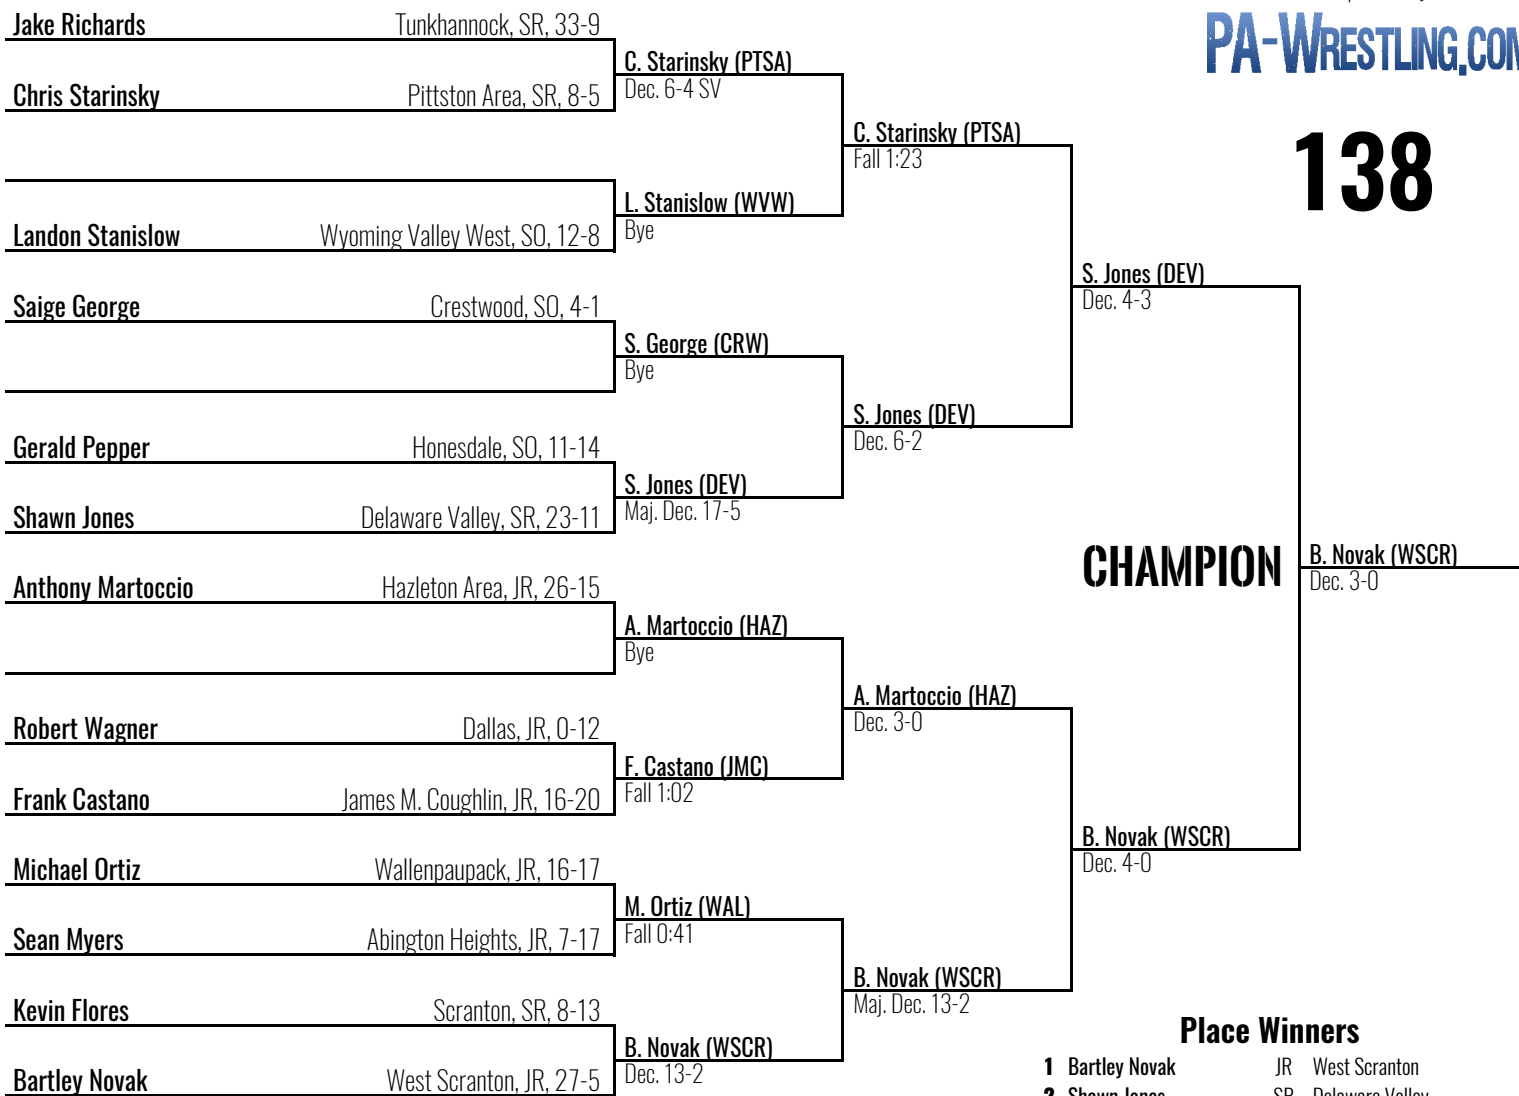 Jake Richards Tunkhannock, SR, 33-9
C. Starinsky (PTSA)
Dec. 6-4 SV
Chris Starinsky Pittston Area, SR, 8-5
PA-WRESTLING.COM
138
C. Starinsky (PTSA)
Fall 1:23
L. Stanislow (WVW)
Bye
Landon Stanislow Wyoming Valley West, SO, 12-8
S. Jones (DEV)
Dec. 4-3
Saige George Crestwood, SO, 4-1
S. George (CRW)
Bye
S. Jones (DEV)
Dec. 6-2
Gerald Pepper Honesdale, SO, 11-14
S. Jones (DEV)
Maj. Dec. 17-5
Shawn Jones Delaware Valley, SR, 23-11
CHAMPION
B. Novak (WSCR)
Dec. 3-0
Anthony Martoccio Hazleton Area, JR, 26-15
A. Martoccio (HAZ)
Bye
A. Martoccio (HAZ)
Dec. 3-0
Robert Wagner Dallas, JR, 0-12
F. Castano (JMC)
Fall 1:02
Frank Castano James M. Coughlin, JR, 16-20
B. Novak (WSCR)
Dec. 4-0
Michael Ortiz Wallenpaupack, JR, 16-17
M. Ortiz (WAL)
Fall 0:41
Sean Myers Abington Heights, JR, 7-17
B. Novak (WSCR)
Maj. Dec. 13-2
Kevin Flores Scranton, SR, 8-13
B. Novak (WSCR)
Dec. 13-2
Bartley Novak West Scranton, JR, 27-5
Place Winners
1 Bartley Novak JR West Scranton
2 Shawn Jones SR Delaware Valley